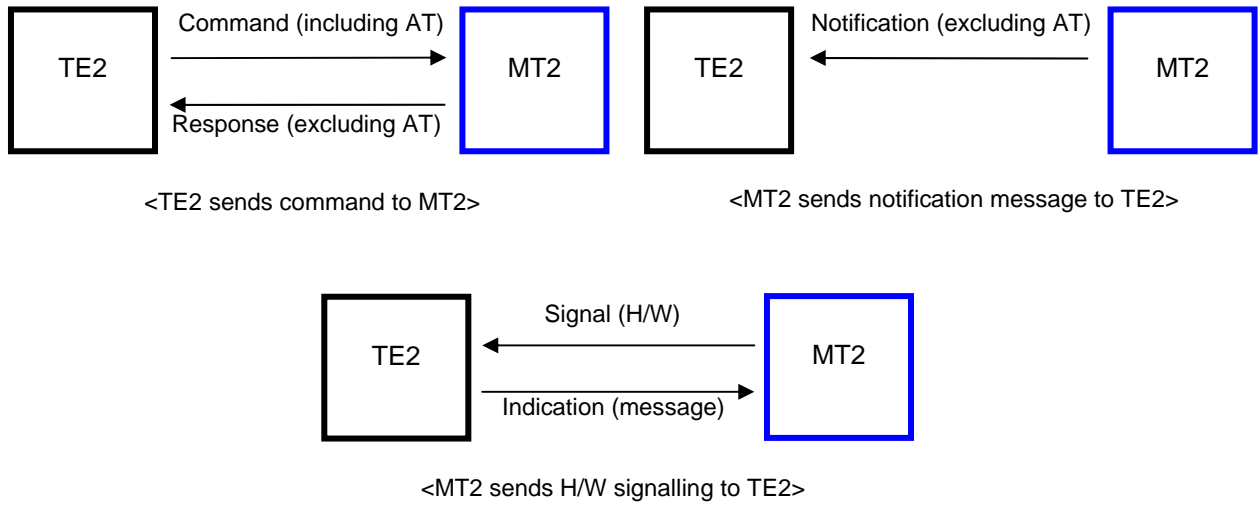 Command (including AT)
TE2
MT2
Response (excluding AT)
<TE2 sends command to MT2>
Notification (excluding AT)
TE2
MT2
<MT2 sends notification message to TE2>
Signal (H/W)
TE2
MT2
Indication (message)
<MT2 sends H/W signalling to TE2>